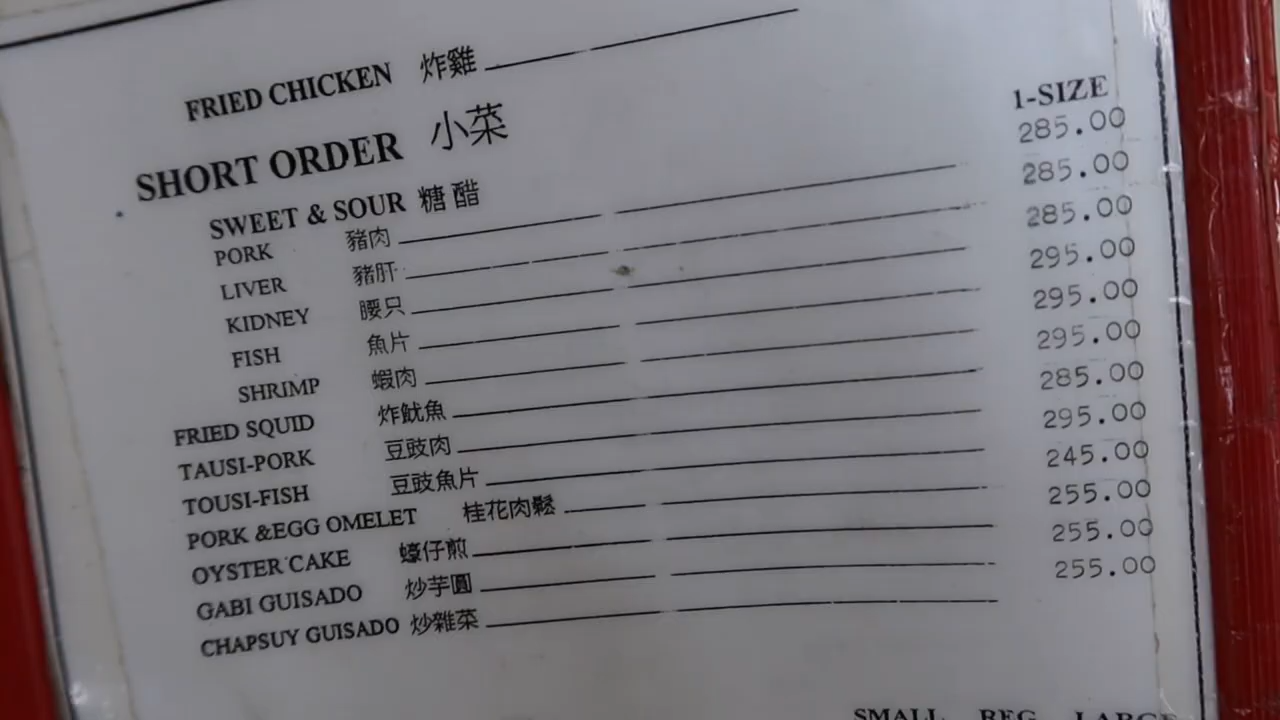 FRIED CHICKEN 炸雞
SHORT ORDER 小菜 1-SIZE
SWEET & SOUR 糖醋
PORK 豬肉 285.00
LIVER 豬肝 285.00
KIDNEY 腰只 285.00
FISH 魚片 295.00
SHRIMP 蝦肉 295.00
FRIED SQUID 炸魷魚 295.00
TAUSI-PORK 豆豉肉 285.00
TOUSI-FISH 豆豉魚片 295.00
PORK &EGG OMELET 桂花肉鬆 245.00
OYSTER CAKE 蠔仔煎 255.00
GABI GUISADO 炒芋圓 255.00
CHAPSUY GUISADO 炒雜菜 255.00
SMALL REG LARGE